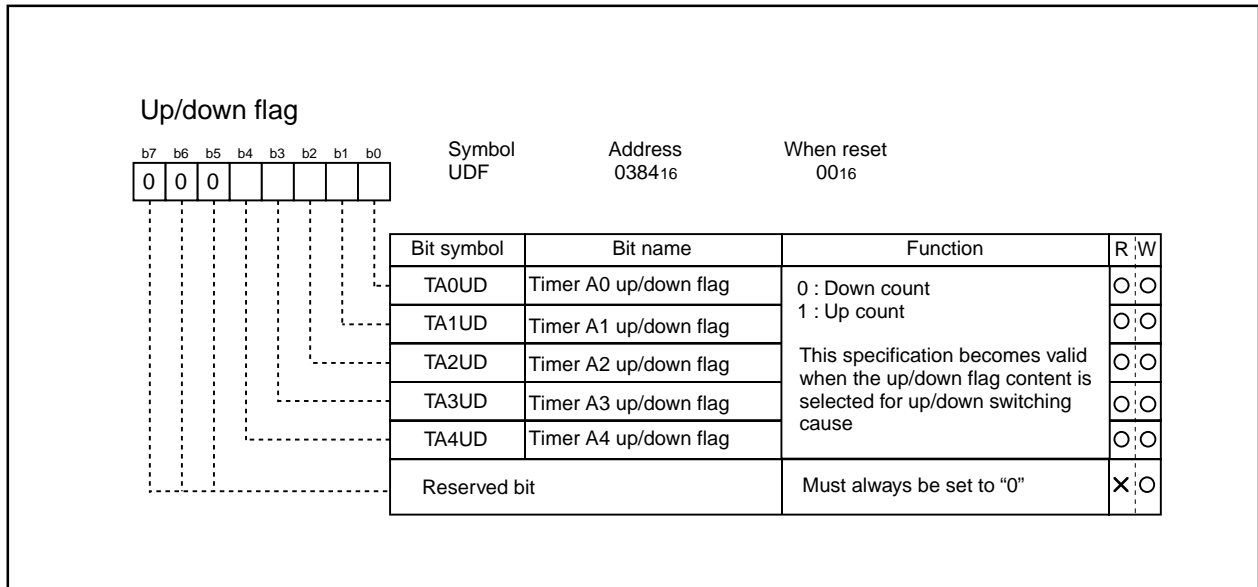 Up/down flag
b7 b6 b5 b4 b3 b2 b1 b0
0 0 0
Symbol Address When reset
UDF 038416 0016
Bit symbol Bit name Function R W
TA0UD Timer A0 up/down flag
TA1UD Timer A1 up/down flag
TA2UD Timer A2 up/down flag
TA3UD Timer A3 up/down flag
TA4UD Timer A4 up/down flag
0 : Down count
1 : Up count
This specification becomes valid
when the up/down flag content is
selected for up/down switching
cause
Reserved bit Must always be set to “0”